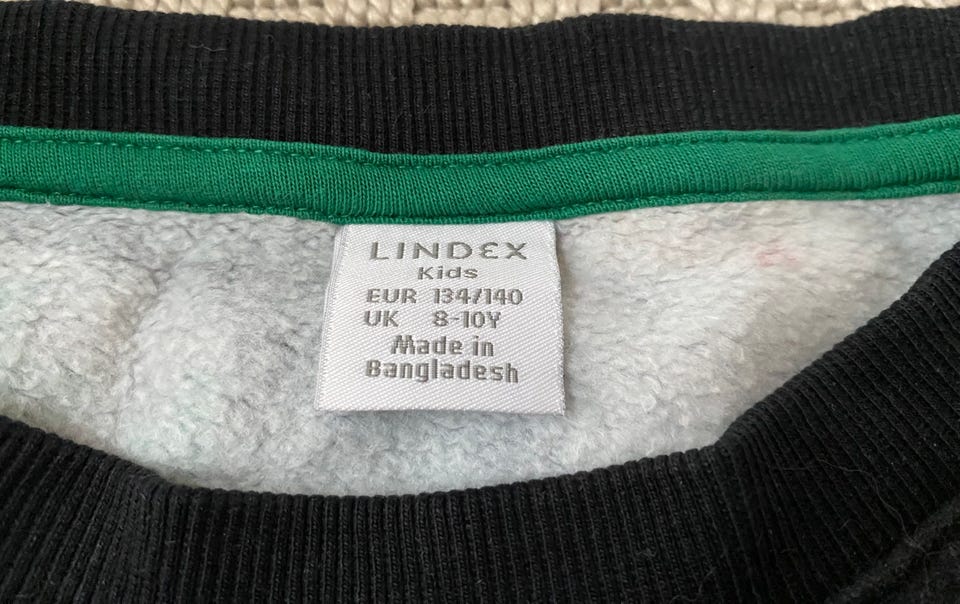 LINDEX
Kids
EUR 134/140
UK 8-10Y
Made in
Bangladesh